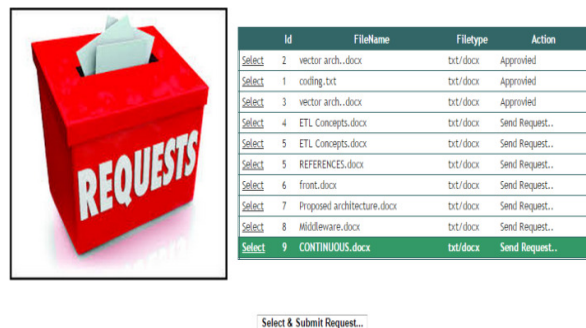 REQUESTS
Id FileName Filetype Action
Select 2 vector arch..docx txt/docx Approvied
Select 1 coding.txt txt/docx Approvied
Select 3 vector arch..docx txt/docx Approvied
Select 4 ETL Concepts.docx txt/docx Send Request..
Select 5 ETL Concepts.docx txt/docx Send Request..
Select 5 REFERENCES.docx txt/docx Send Request..
Select 6 front.docx txt/docx Send Request..
Select 7 Proposed architecture.docx txt/docx Send Request..
Select 8 Middleware.docx txt/docx Send Request..
Select 9 CONTINUOUS.docx txt/docx Send Request..
Select & Submit Request...